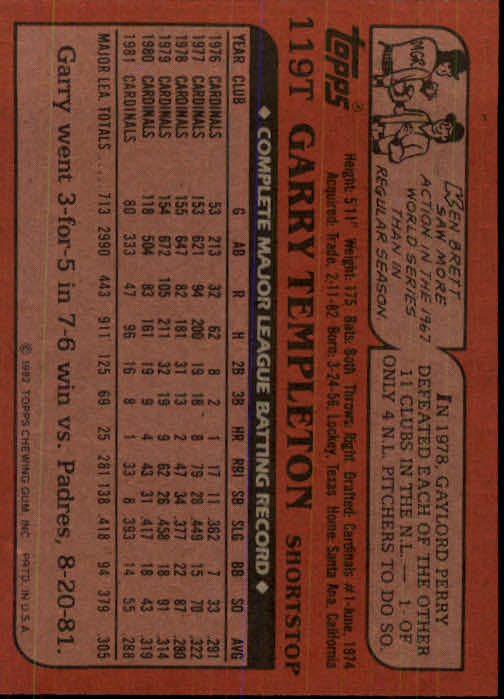 MGR
KEN BRETT
SAW MORE
ACTION IN THE 1967
WORLD SERIES
THAN IN
REGULAR SEASON.
IN 1978, GAYLORD PERRY
DEFEATED EACH OF THE OTHER
11 CLUBS IN THE N.L.— 1 OF
ONLY 4 N.L. PITCHERS TO DO SO.
topps®
Height: 5'11" Weight: 175 Bats: Both Throws: Right Drafted: Cardinals #1-June, 1974
Acquired: Trade, 2-11-82 Born: 3-24-56, Lockey, Texas Home: Santa Ana, California
119T GARRY TEMPLETON SHORTSTOP
◆ COMPLETE MAJOR LEAGUE BATTING RECORD ◆
YEAR CLUB G AB R H 2B 3B HR RBI SB SLG BB SO AVG
1976 CARDINALS 53 213 32 62 8 2 1 17 11 .362 7 33 .291
1977 CARDINALS 153 621 94 200 19 18 8 79 28 .449 15 70 .322
1978 CARDINALS 155 647 82 181 31 13 2 47 34 .377 22 87 .280
1979 CARDINALS 154 672 105 211 32 19 9 62 26 .458 18 91 .314
1980 CARDINALS 118 504 83 161 19 9 4 43 31 .417 18 43 .319
1981 CARDINALS 80 333 47 96 16 8 1 33 8 .393 14 55 .288
MAJOR LEA. TOTALS .... 713 2990 443 911 125 69 25 281 138 .418 94 379 .305
Garry went 3-for-5 in 7-6 win vs. Padres, 8-20-81.
© 1982 TOPPS CHEWING GUM, INC. PRTD. IN U.S.A.